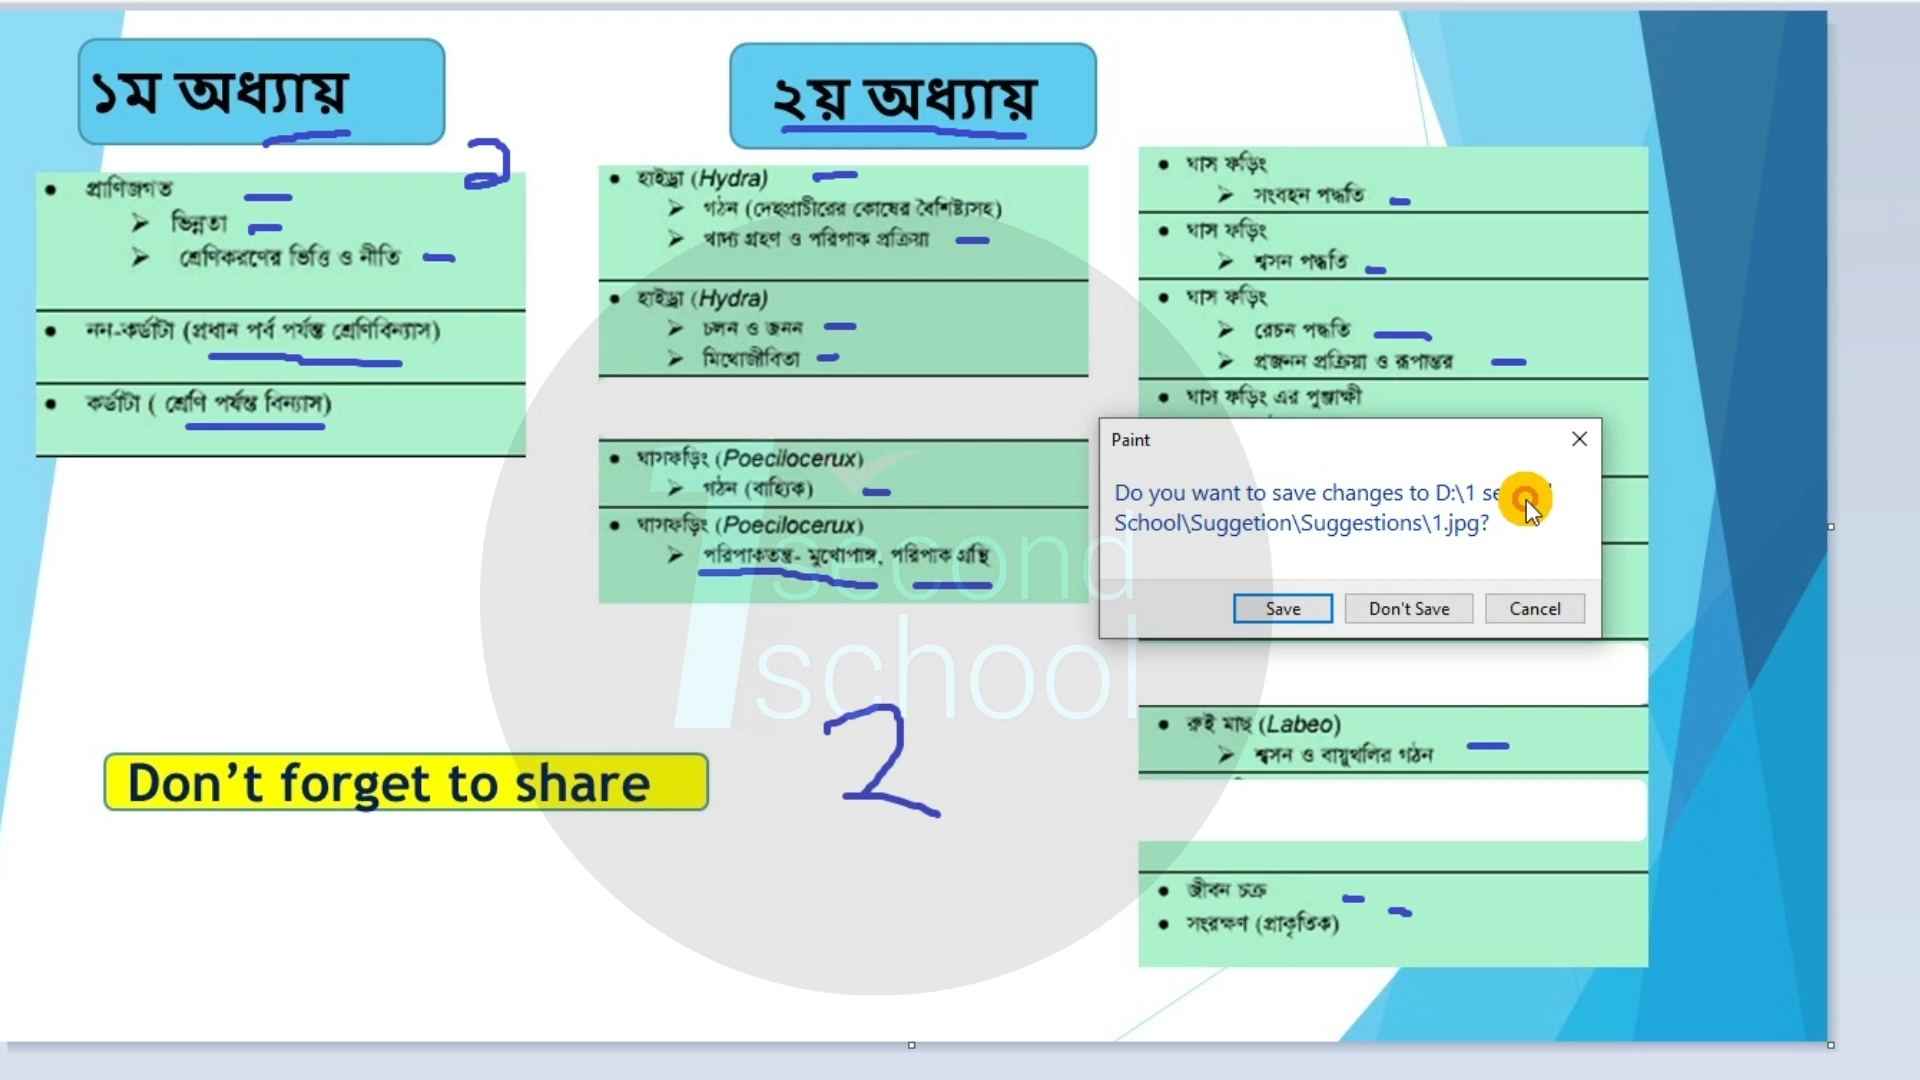 ১ম অধ্যায়
২
প্রাণিজগত
ভিন্নতা
শ্রেণিকরণের ভিত্তি ও নীতি
নন-কর্ডাটা (প্রধান পর্ব পর্যন্ত শ্রেণিবিন্যাস)
কর্ডাটা ( শ্রেণি পর্যন্ত বিন্যাস)
২য় অধ্যায়
হাইড্রা (Hydra)
গঠন (দেহপ্রাচীরের কোষের বৈশিষ্ট্যসহ)
খাদ্য গ্রহণ ও পরিপাক প্রক্রিয়া
হাইড্রা (Hydra)
চলন ও জনন
মিথোজীবিতা
ঘাসফড়িং (Poecilocerux)
গঠন (বাহ্যিক)
ঘাসফড়িং (Poecilocerux)
পরিপাকতন্ত্র- মুখোপাঙ্গ, পরিপাক গ্রন্থি
ঘাস ফড়িং
সংবহন পদ্ধতি
ঘাস ফড়িং
শ্বসন পদ্ধতি
ঘাস ফড়িং
রেচন পদ্ধতি
প্রজনন প্রক্রিয়া ও রূপান্তর
ঘাস ফড়িং এর পুঞ্জাক্ষী
Paint
Do you want to save changes to D:\1
School\Suggetion\Suggestions\1.jpg?
Save
Don't Save
Cancel
রুই মাছ (Labeo)
শ্বসন ও বায়ুথলির গঠন
জীবন চক্র
সংরক্ষণ (প্রাকৃতিক)
1 second
school
2
Don’t forget to share